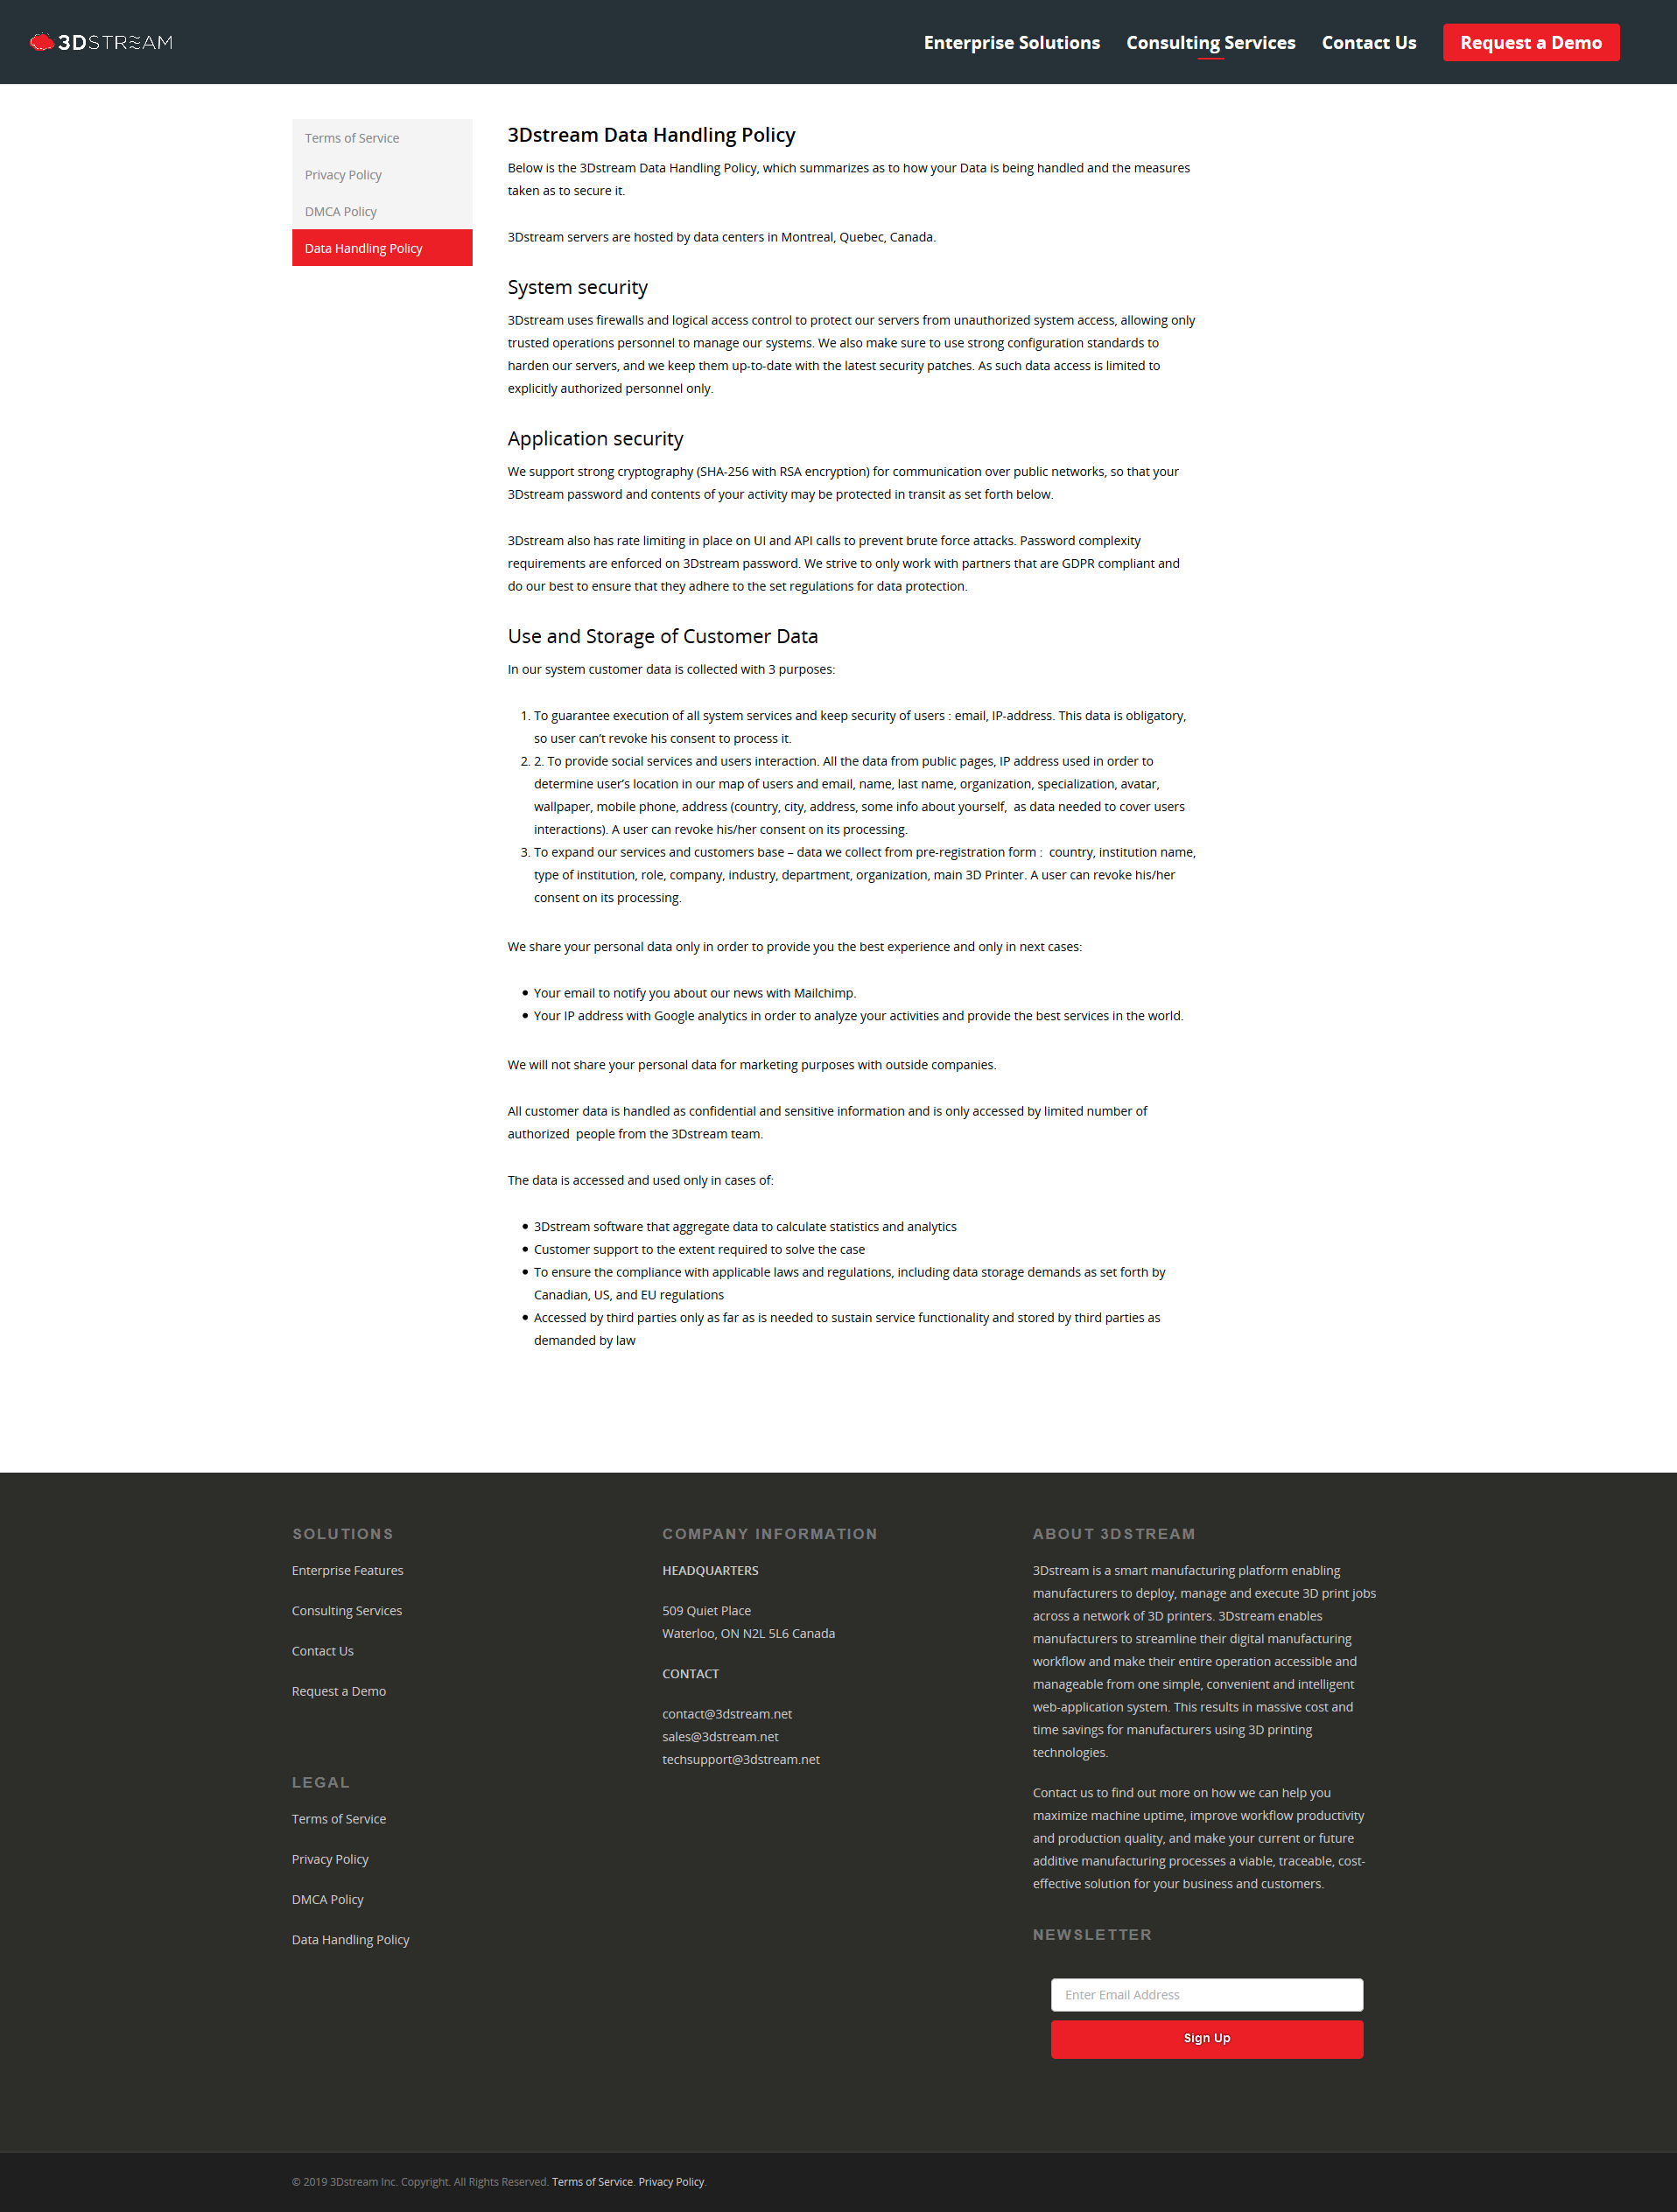 3DSTREAM
Enterprise Solutions
Consulting Services
Contact Us
Request a Demo
Terms of Service
Privacy Policy
DMCA Policy
Data Handling Policy
3Dstream Data Handling Policy
Below is the 3Dstream Data Handling Policy, which summarizes as to how your Data is being handled and the measures
taken as to secure it.
3Dstream servers are hosted by data centers in Montreal, Quebec, Canada.
System security
3Dstream uses firewalls and logical access control to protect our servers from unauthorized system access, allowing only
trusted operations personnel to manage our systems. We also make sure to use strong configuration standards to
harden our servers, and we keep them up-to-date with the latest security patches. As such data access is limited to
explicitly authorized personnel only.
Application security
We support strong cryptography (SHA-256 with RSA encryption) for communication over public networks, so that your
3Dstream password and contents of your activity may be protected in transit as set forth below.
3Dstream also has rate limiting in place on UI and API calls to prevent brute force attacks. Password complexity
requirements are enforced on 3Dstream password. We strive to only work with partners that are GDPR compliant and
do our best to ensure that they adhere to the set regulations for data protection.
Use and Storage of Customer Data
In our system customer data is collected with 3 purposes:
1. To guarantee execution of all system services and keep security of users : email, IP-address. This data is obligatory,
so user can’t revoke his consent to process it.
2. 2. To provide social services and users interaction. All the data from public pages, IP address used in order to
determine user’s location in our map of users and email, name, last name, organization, specialization, avatar,
wallpaper, mobile phone, address (country, city, address, some info about yourself,  as data needed to cover users
interactions). A user can revoke his/her consent on its processing.
3. To expand our services and customers base – data we collect from pre-registration form :  country, institution name,
type of institution, role, company, industry, department, organization, main 3D Printer. A user can revoke his/her
consent on its processing.
We share your personal data only in order to provide you the best experience and only in next cases:
• Your email to notify you about our news with Mailchimp.
• Your IP address with Google analytics in order to analyze your activities and provide the best services in the world.
We will not share your personal data for marketing purposes with outside companies.
All customer data is handled as confidential and sensitive information and is only accessed by limited number of
authorized  people from the 3Dstream team.
The data is accessed and used only in cases of:
• 3Dstream software that aggregate data to calculate statistics and analytics
• Customer support to the extent required to solve the case
• To ensure the compliance with applicable laws and regulations, including data storage demands as set forth by
Canadian, US, and EU regulations
• Accessed by third parties only as far as is needed to sustain service functionality and stored by third parties as
demanded by law
SOLUTIONS
Enterprise Features
Consulting Services
Contact Us
Request a Demo
LEGAL
Terms of Service
Privacy Policy
DMCA Policy
Data Handling Policy
COMPANY INFORMATION
HEADQUARTERS
509 Quiet Place
Waterloo, ON N2L 5L6 Canada
CONTACT
contact@3dstream.net
sales@3dstream.net
techsupport@3dstream.net
ABOUT 3DSTREAM
3Dstream is a smart manufacturing platform enabling
manufacturers to deploy, manage and execute 3D print jobs
across a network of 3D printers. 3Dstream enables
manufacturers to streamline their digital manufacturing
workflow and make their entire operation accessible and
manageable from one simple, convenient and intelligent
web-application system. This results in massive cost and
time savings for manufacturers using 3D printing
technologies.
Contact us to find out more on how we can help you
maximize machine uptime, improve workflow productivity
and production quality, and make your current or future
additive manufacturing processes a viable, traceable, cost-
effective solution for your business and customers.
NEWSLETTER
Enter Email Address
Sign Up
© 2019 3Dstream Inc. Copyright. All Rights Reserved. Terms of Service. Privacy Policy.